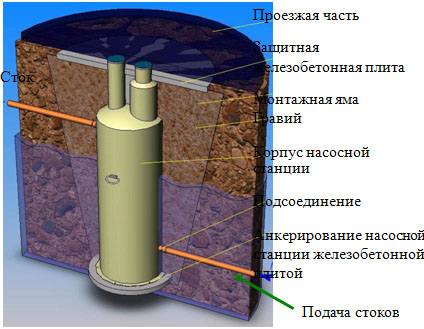 Проезжая часть
Защитная
железобетонная плита
Сток
Монтажная яма
Гравий
Корпус насосной
станции
Подсоединение
Анкерирование насосной
станции железобетонной
плитой
Подача стоков